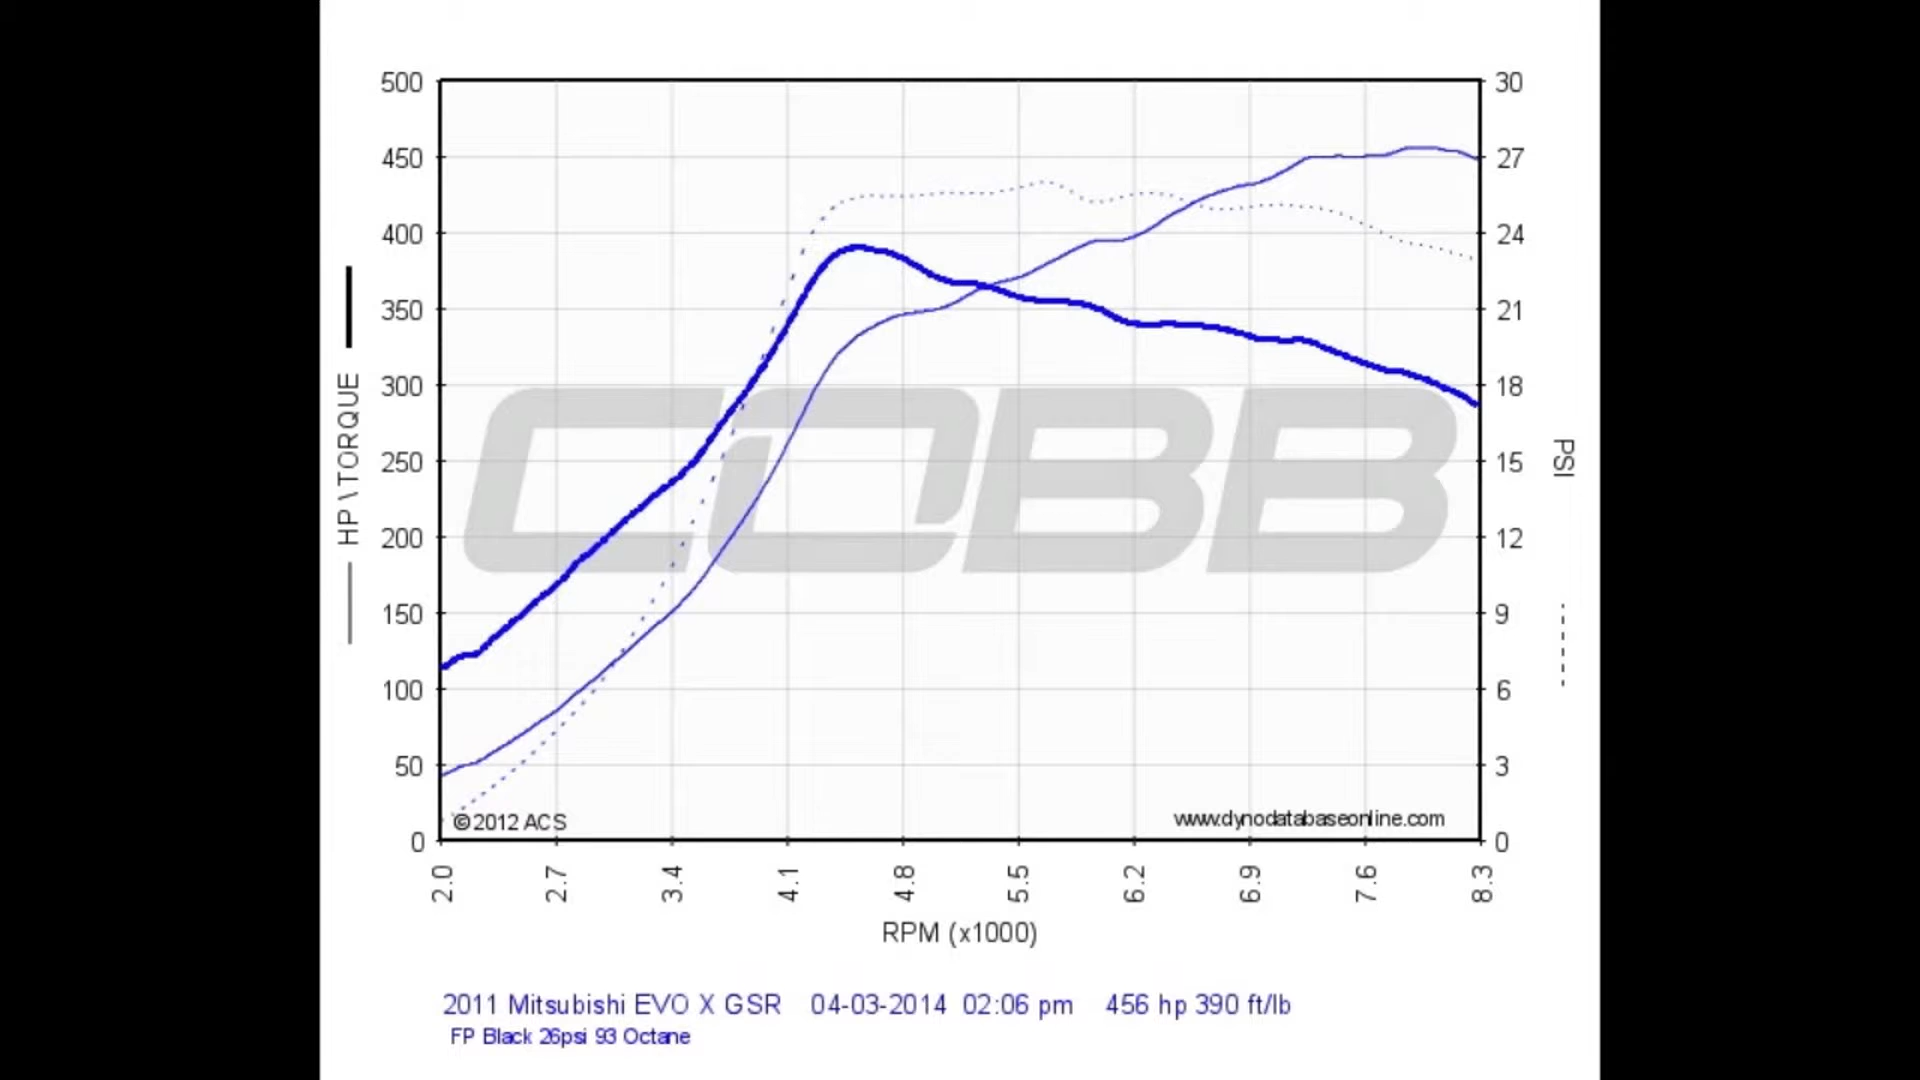 500
450
400
350
300
250
200
150
100
50
0
30
27
24
21
18
15
12
9
6
3
0
HP \ TORQUE
PSI
COBB
©2012 ACS
www.dynodatabaseonline.com
2.0 2.7 3.4 4.1 4.8 5.5 6.2 6.9 7.6 8.3
RPM (x1000)
2011 Mitsubishi EVO X GSR 04-03-2014 02:06 pm 456 hp 390 ft/lb
FP Black 26psi 93 Octane